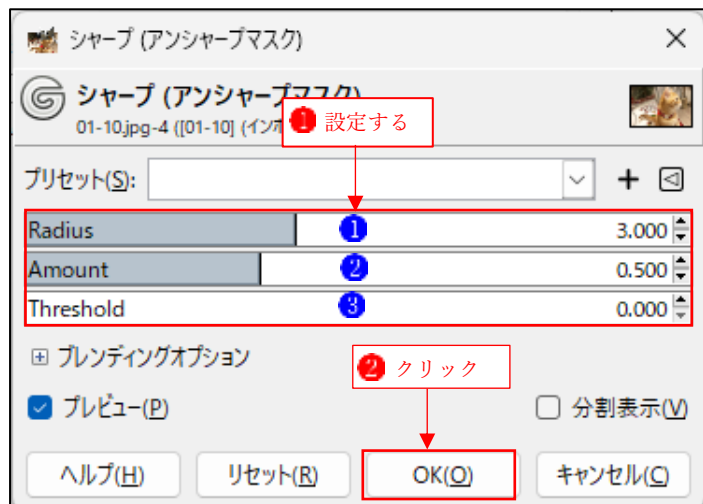 シャープ (アンシャープマスク)
シャープ (アンシャープマスク)
01-10.jpg-4 ([01-10] (インポ
❶ 設定する
プリセット(S):
Radius ❶ 3.000
Amount ❷ 0.500
Threshold ❸ 0.000
ブレンディングオプション
❷ クリック
プレビュー(P) 分割表示(V)
ヘルプ(H) リセット(R) OK(O) キャンセル(C)